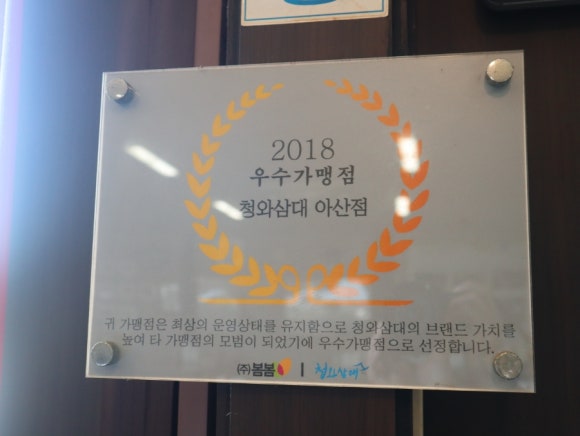 2018
우수가맹점
청와삼대 아산점
귀 가맹점은 최상의 운영상태를 유지함으로 청와삼대의 브랜드 가치를
높여 타 가맹점의 모범이 되었기에 우수가맹점으로 선정합니다.
(주)봄봄 | 청와삼대